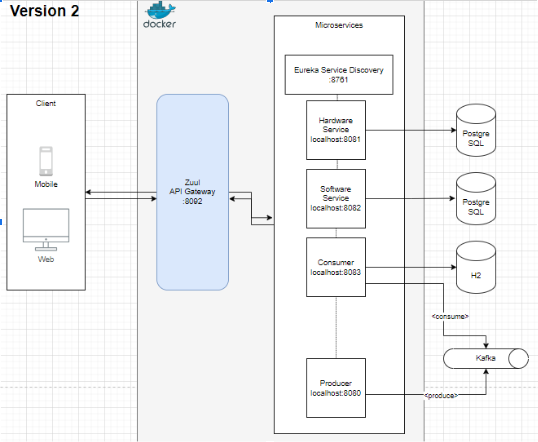 Version 2
docker
Microservices
Eureka Service Discovery
:8761
Client
Hardware
Service
localhost:8081
Postgre
SQL
Mobile
Zuul
API Gateway
:8092
Software
Service
localhost:8082
Postgre
SQL
Web
Consumer
localhost:8083
H2
<consume>
Kafka
Producer
localhost:8080
<produce>